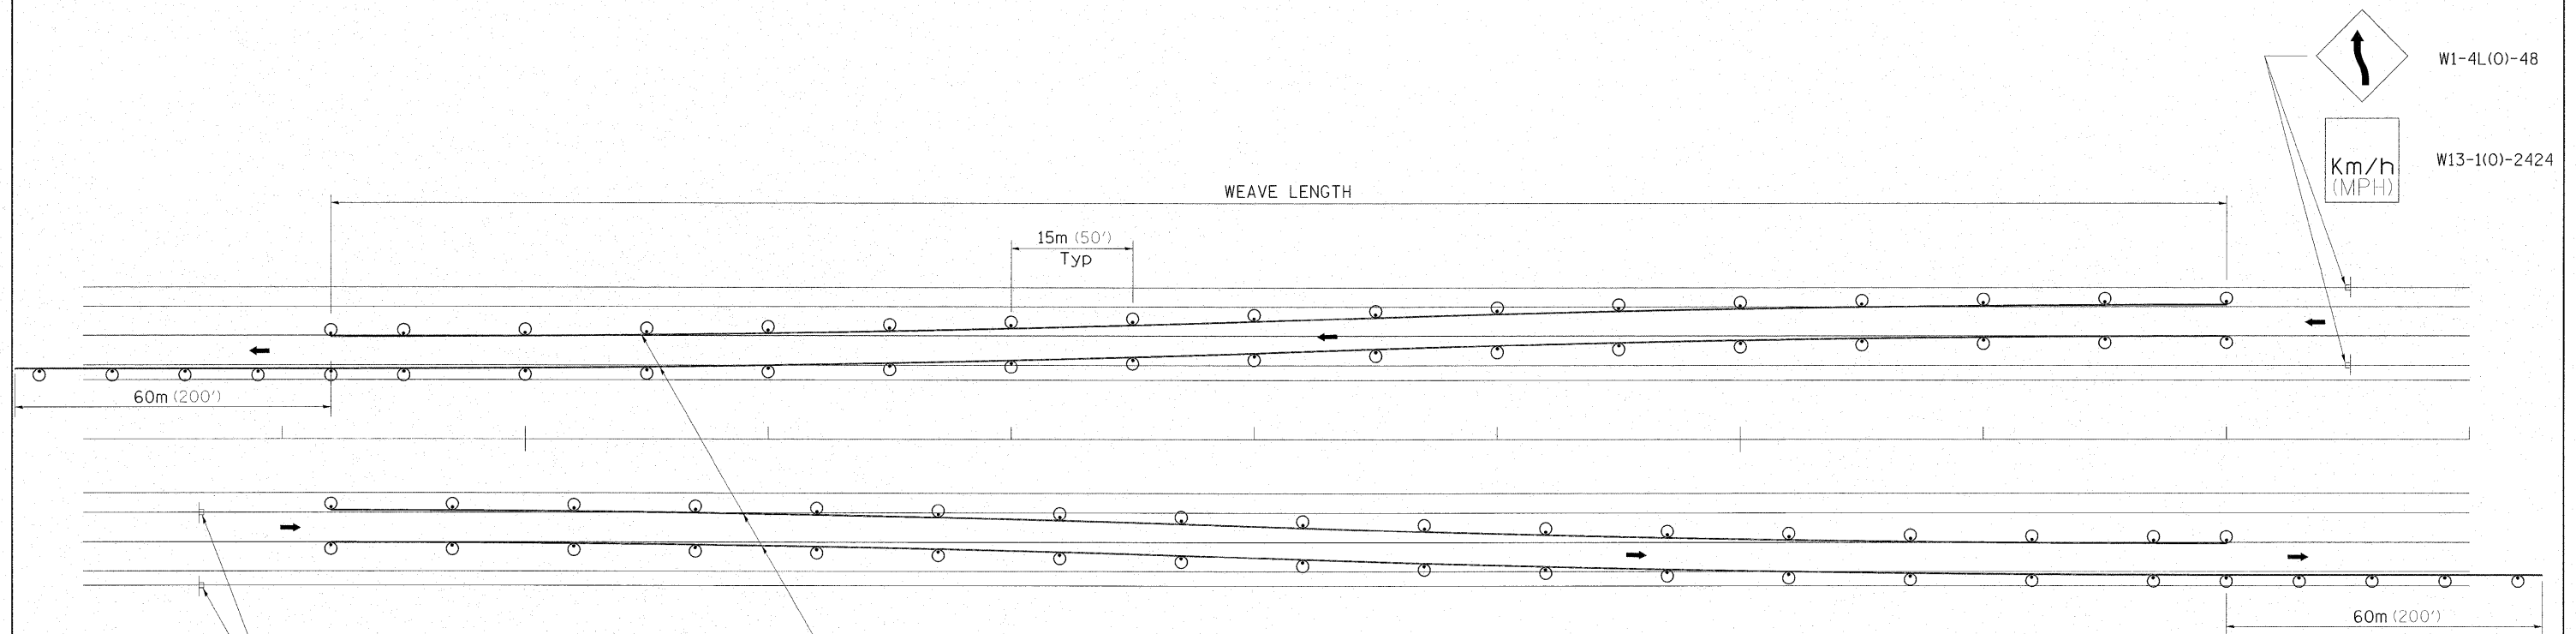 W1-4L(O)-48
Km/h
(MPH)
W13-1(O)-2424
WEAVE LENGTH
15m (50')
Typ
60m (200')
60m (200')